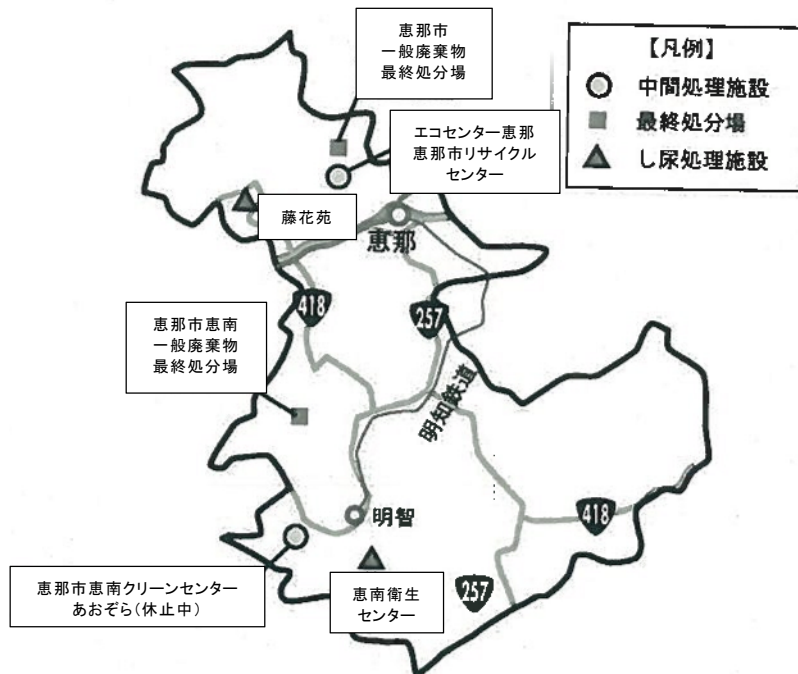 恵那市
一般廃棄物
最終処分場
【凡例】
中間処理施設
最終処分場
し尿処理施設
エコセンター恵那
恵那市リサイクル
センター
藤花苑
恵那
418
257
恵那市恵南
一般廃棄物
最終処分場
明知鉄道
明智
418
恵那市恵南クリーンセンター
あおぞら(休止中)
恵南衛生
センター
257